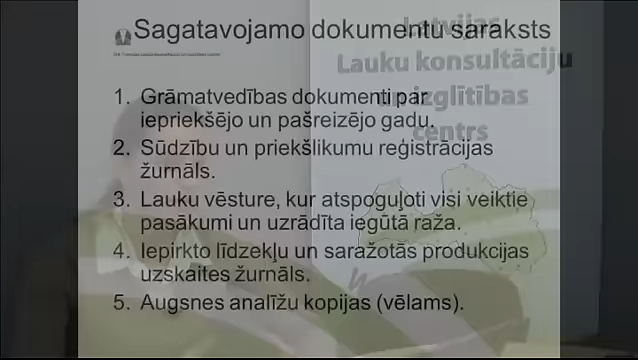 Sagatavojamo dokumentu saraksts
Latvijas
Lauku konsultāciju
un izglītības
centrs
1. Grāmatvedības dokumenti par
iepriekšējo un pašreizējo gadu.
2. Sūdzību un priekšlikumu reģistrācijas
žurnāls.
3. Lauku vēsture, kur atspoguļoti visi veiktie
pasākumi un uzrādīta iegūtā raža.
4. Iepirkto līdzekļu un saražotās produkcijas
uzskaites žurnāls.
5. Augsnes analīžu kopijas (vēlams).